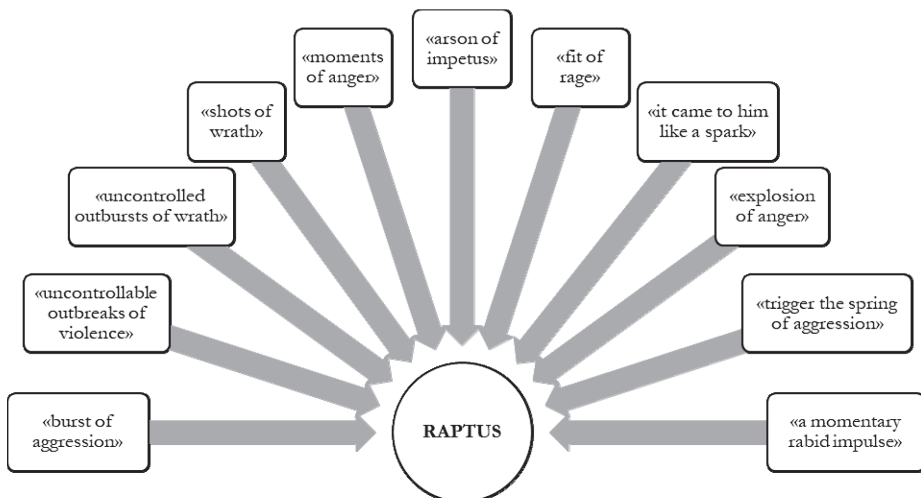 «arson of
impetus»
«moments
of anger»
«fit of
rage»
«shots of
wrath»
«it came to him
like a spark»
«uncontrolled
outbursts of wrath»
«explosion
of anger»
«uncontrollable
outbreaks of
violence»
«trigger the spring
of aggression»
«burst of
aggression»
RAPTUS
«a momentary
rabid impulse»